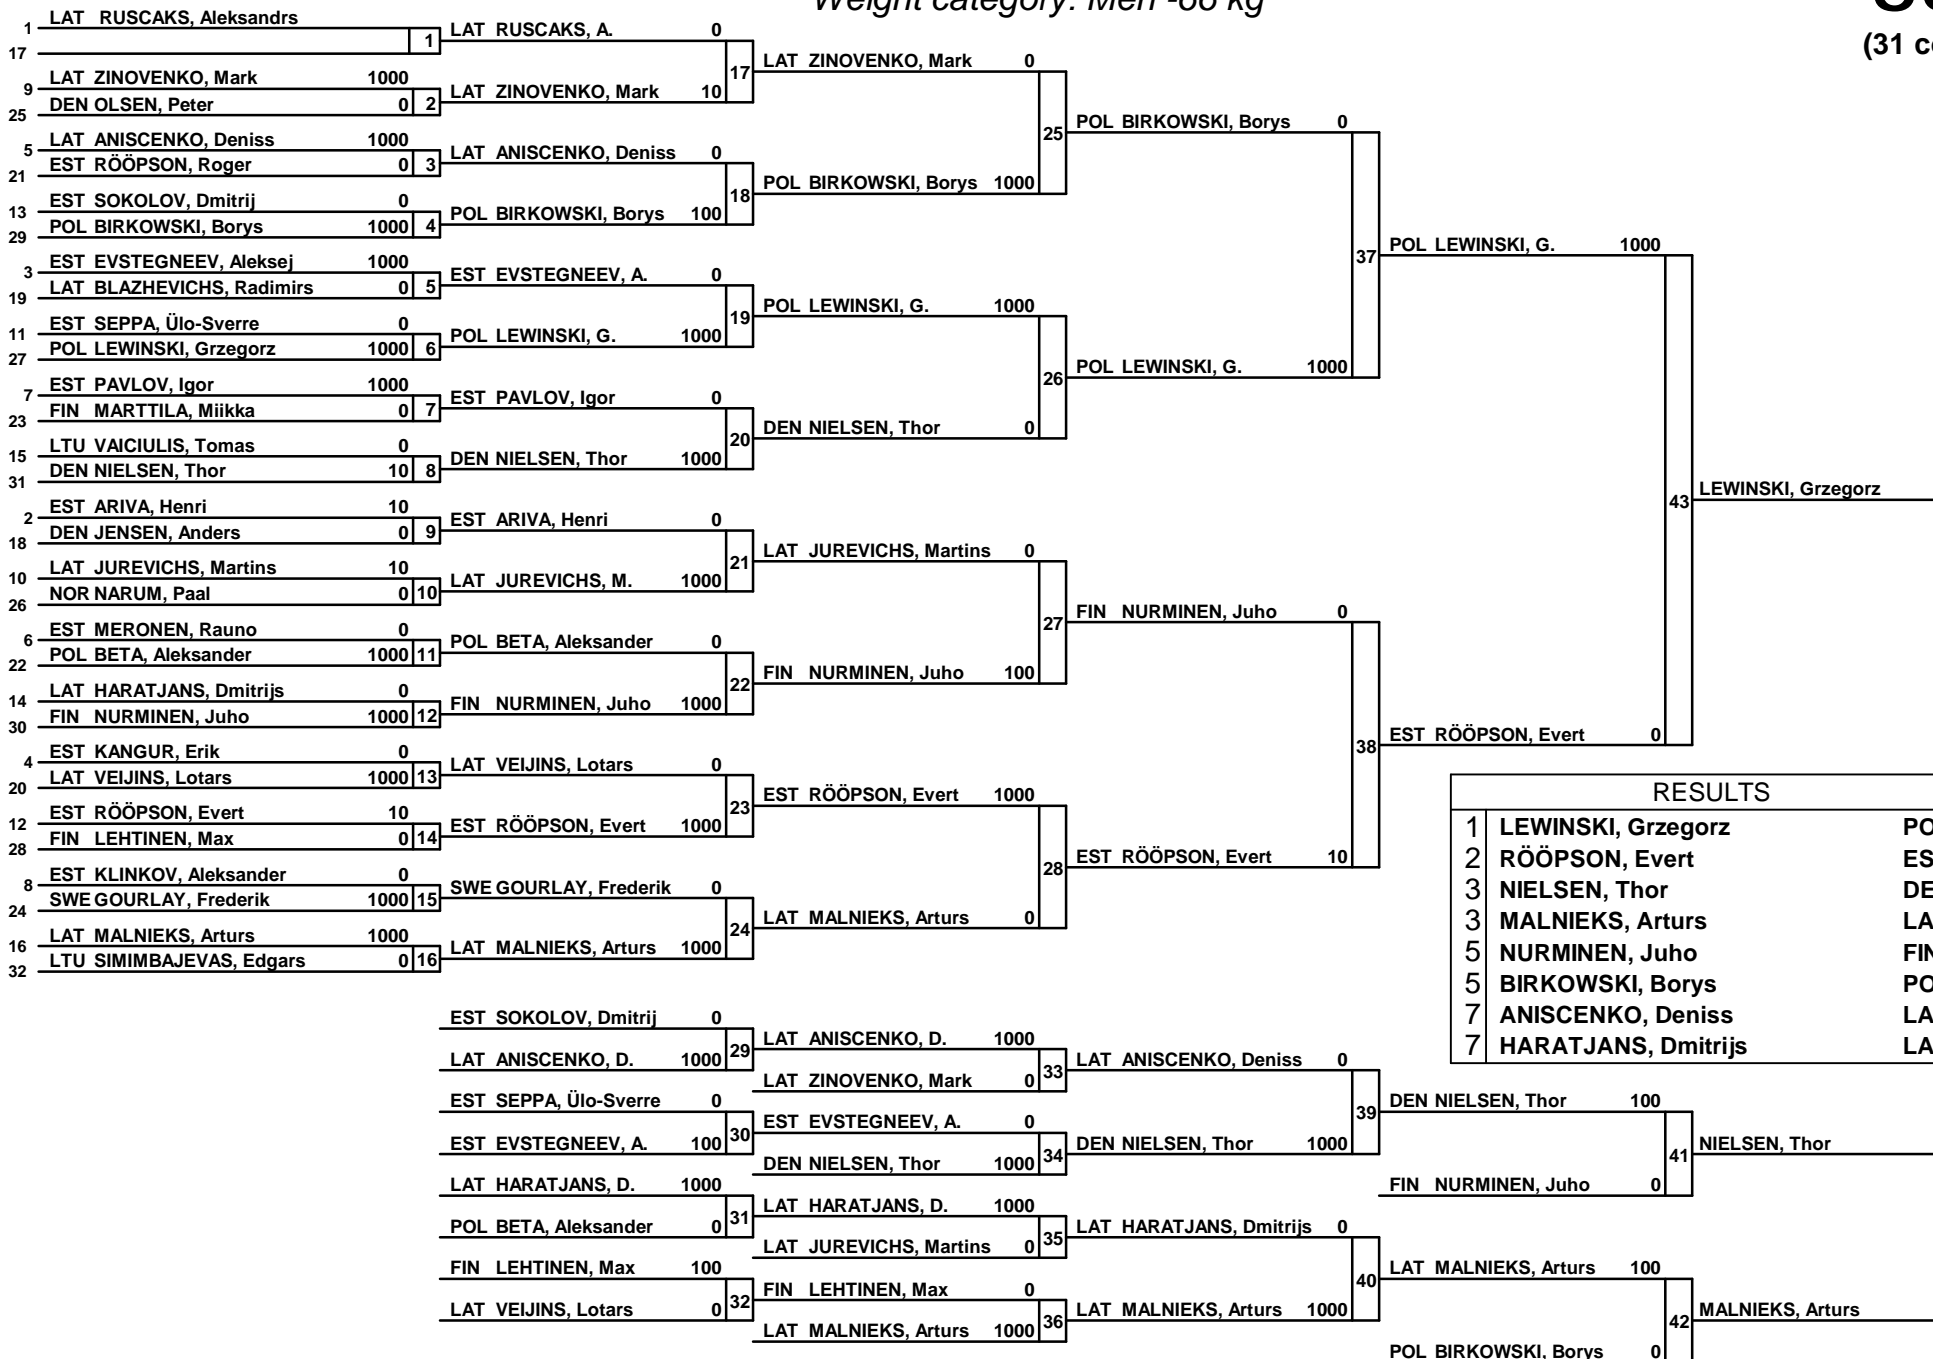 Weight category: Men -66 kg
(31
1 LAT RUSCAKS, Aleksandrs
17
1
9 LAT ZINOVENKO, Mark 1000
25 DEN OLSEN, Peter 0 2
5 LAT ANISCENKO, Deniss 1000
21 EST RÖÖPSON, Roger 0 3
13 EST SOKOLOV, Dmitrij 0
29 POL BIRKOWSKI, Borys 1000 4
3 EST EVSTEGNEEV, Aleksej 1000
19 LAT BLAZHEVICHS, Radimirs 0 5
11 EST SEPPA, Ülo-Sverre 0
27 POL LEWINSKI, Grzegorz 1000 6
7 EST PAVLOV, Igor 1000
23 FIN MARTTILA, Miikka 0 7
15 LTU VAICIULIS, Tomas 0
31 DEN NIELSEN, Thor 10 8
2 EST ARIVA, Henri 10
18 DEN JENSEN, Anders 0 9
10 LAT JUREVICHS, Martins 10
26 NOR NARUM, Paal 0 10
6 EST MERONEN, Rauno 0
22 POL BETA, Aleksander 1000 11
14 LAT HARATJANS, Dmitrijs 0
30 FIN NURMINEN, Juho 1000 12
4 EST KANGUR, Erik 0
20 LAT VEIJINS, Lotars 1000 13
12 EST RÖÖPSON, Evert 10
28 FIN LEHTINEN, Max 0 14
8 EST KLINKOV, Aleksander 0
24 SWE GOURLAY, Frederik 1000 15
16 LAT MALNIEKS, Arturs 1000
32 LTU SIMIMBAJEVAS, Edgars 0 16
LAT RUSCAKS, A. 0
LAT ZINOVENKO, Mark 10
17
LAT ANISCENKO, Deniss 0
POL BIRKOWSKI, Borys 100
18
EST EVSTEGNEEV, A. 0
POL LEWINSKI, G. 1000
19
EST PAVLOV, Igor 0
DEN NIELSEN, Thor 1000
20
EST ARIVA, Henri 0
LAT JUREVICHS, M. 1000
21
POL BETA, Aleksander 0
FIN NURMINEN, Juho 1000
22
LAT VEIJINS, Lotars 0
EST RÖÖPSON, Evert 1000
23
SWE GOURLAY, Frederik 0
LAT MALNIEKS, Arturs 1000
24
LAT ZINOVENKO, Mark 0
POL BIRKOWSKI, Borys 1000
25
POL LEWINSKI, G. 1000
DEN NIELSEN, Thor 0
26
LAT JUREVICHS, Martins 0
FIN NURMINEN, Juho 100
27
EST RÖÖPSON, Evert 1000
LAT MALNIEKS, Arturs 0
28
POL BIRKOWSKI, Borys 0
POL LEWINSKI, G. 1000
37
FIN NURMINEN, Juho 0
EST RÖÖPSON, Evert 10
38
POL LEWINSKI, G. 1000
EST RÖÖPSON, Evert 0
43
LEWINSKI, Grzegorz
RESULTS
1 LEWINSKI, Grzegorz PO
2 RÖÖPSON, Evert ES
3 NIELSEN, Thor DE
3 MALNIEKS, Arturs LA
5 NURMINEN, Juho FIN
5 BIRKOWSKI, Borys PO
7 ANISCENKO, Deniss LA
7 HARATJANS, Dmitrijs LA
EST SOKOLOV, Dmitrij 0
LAT ANISCENKO, D. 1000
29
EST SEPPA, Ülo-Sverre 0
EST EVSTEGNEEV, A. 100
30
LAT HARATJANS, D. 1000
POL BETA, Aleksander 0
31
FIN LEHTINEN, Max 100
LAT VEIJINS, Lotars 0
32
LAT ANISCENKO, D. 1000
LAT ZINOVENKO, Mark 0
33
EST EVSTEGNEEV, A. 0
DEN NIELSEN, Thor 1000
34
LAT HARATJANS, D. 1000
LAT JUREVICHS, Martins 0
35
FIN LEHTINEN, Max 0
LAT MALNIEKS, Arturs 1000
36
LAT ANISCENKO, Deniss 0
DEN NIELSEN, Thor 1000
39
LAT HARATJANS, Dmitrijs 0
LAT MALNIEKS, Arturs 1000
40
DEN NIELSEN, Thor 100
FIN NURMINEN, Juho 0
41
NIELSEN, Thor
LAT MALNIEKS, Arturs 100
POL BIRKOWSKI, Borys 0
42
MALNIEKS, Arturs